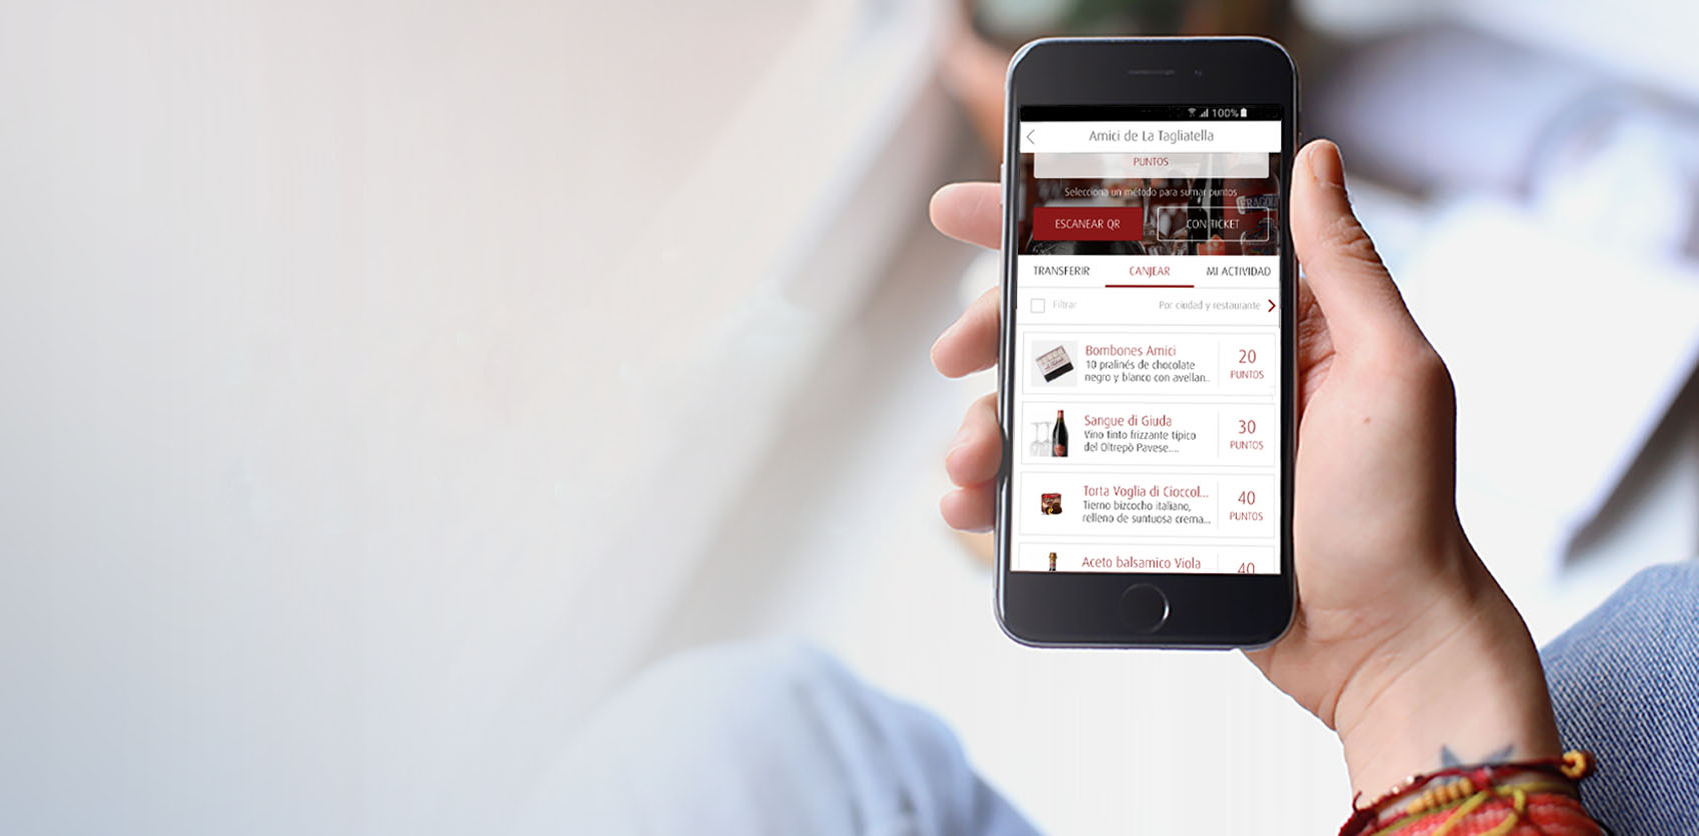 100%
Amici de La Tagliatella
PUNTOS
Selecciona un método para sumar puntos
ESCANEAR QR
CON TICKET
TRANSFERIR
CANJEAR
MI ACTIVIDAD
Filtrar
Por ciudad y restaurante
Bombones Amici
10 pralinés de chocolate
negro y blanco con avellan..
20
PUNTOS
Sangue di Giuda
Vino tinto frizzante típico
del Oltrepò Pavese....
30
PUNTOS
Torta Voglia di Cioccol...
Tierno bizcocho italiano,
relleno de suntuosa crema...
40
PUNTOS
Aceto balsamico Viola
40